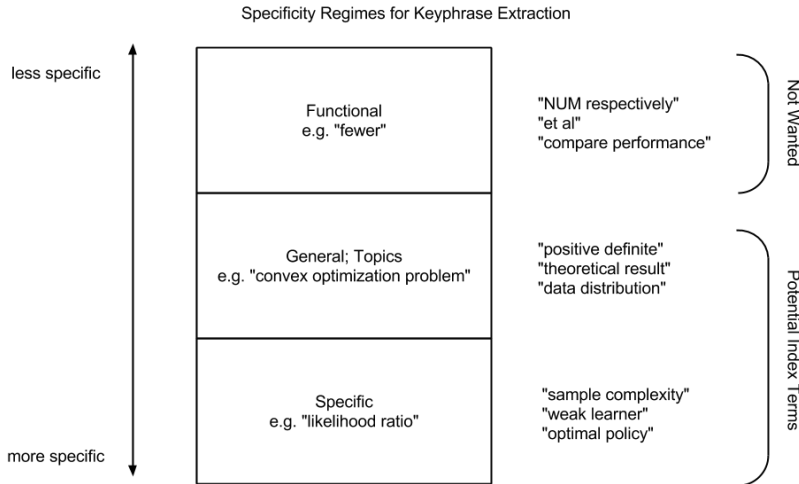 Specificity Regimes for Keyphrase Extraction
less specific
Functional
e.g. "fewer"
"NUM respectively"
"et al"
"compare performance"
Not Wanted
General; Topics
e.g. "convex optimization problem"
"positive definite"
"theoretical result"
"data distribution"
Potential Index Terms
Specific
e.g. "likelihood ratio"
"sample complexity"
"weak learner"
"optimal policy"
more specific